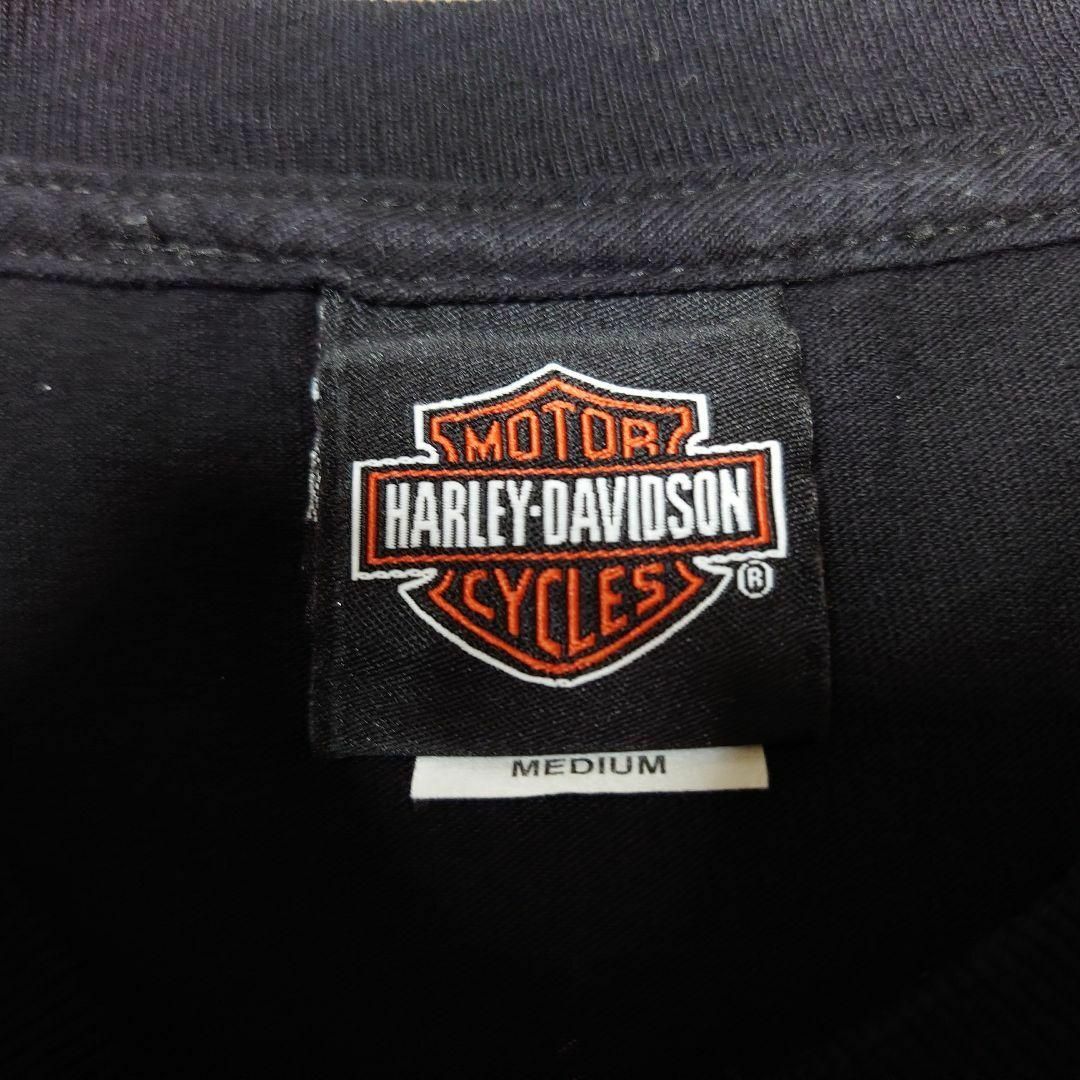 MOTOR
HARLEY-DAVIDSON
CYCLES
®
MEDIUM